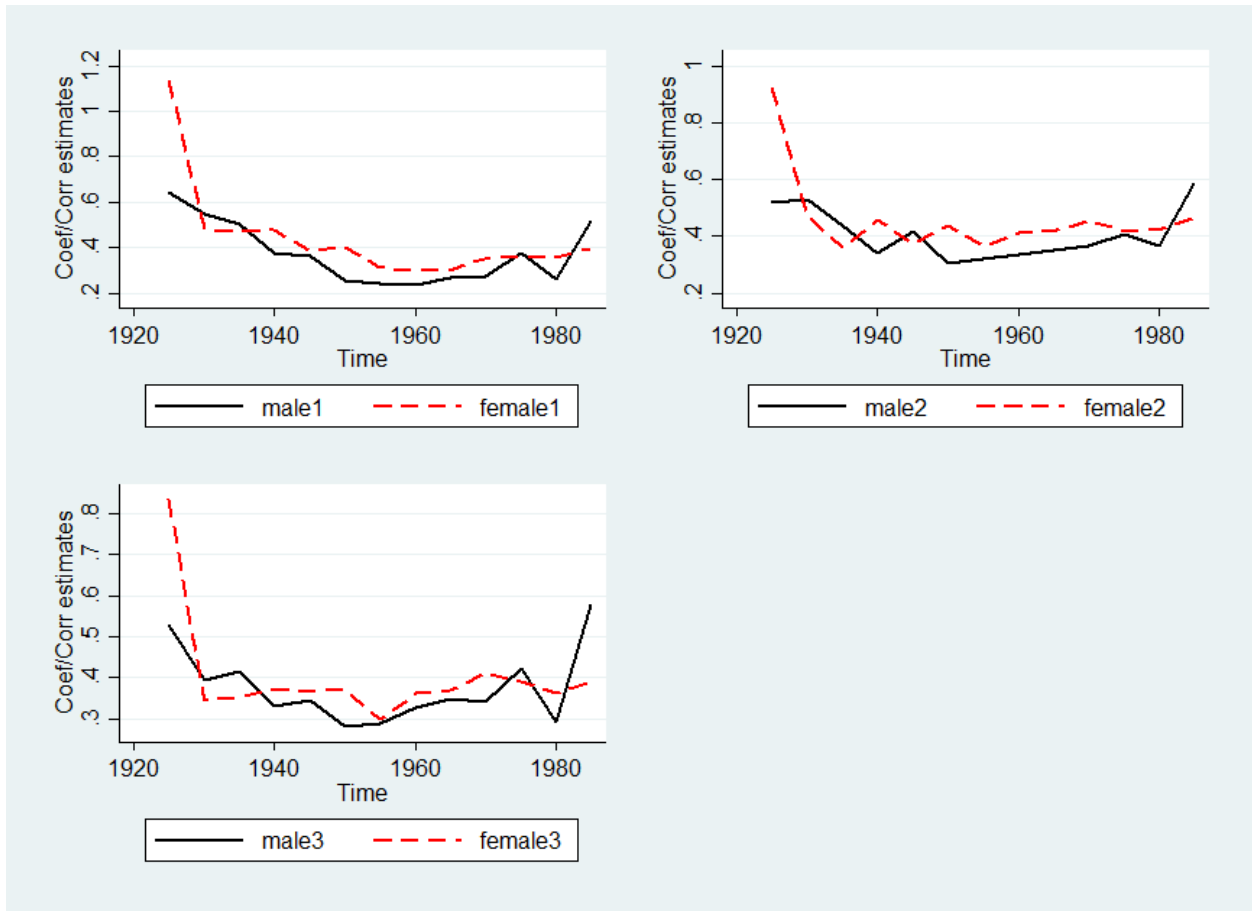 Coef/Corr estimates
1.2
1
.8
.6
.4
.2
1920 1940 1960 1980
Time
male1 female1
Coef/Corr estimates
1
.8
.6
.4
.2
1920 1940 1960 1980
Time
male2 female2
Coef/Corr estimates
.8
.7
.6
.5
.4
.3
1920 1940 1960 1980
Time
male3 female3